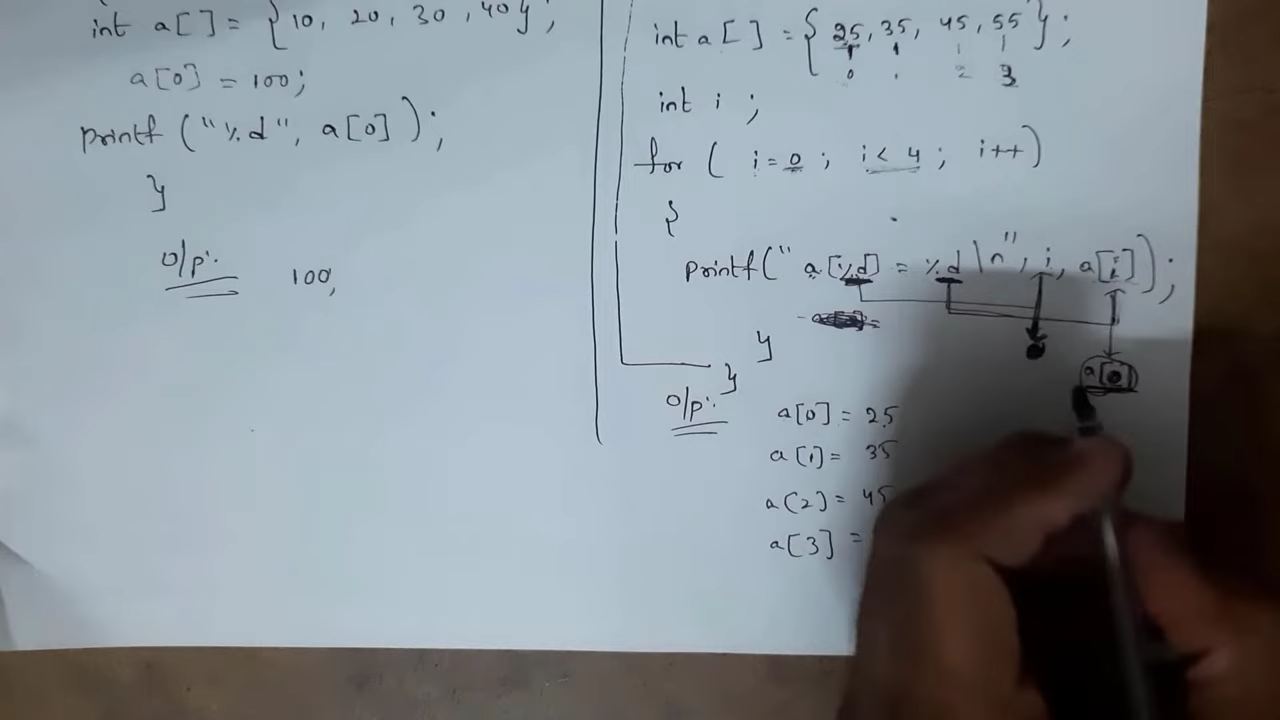 int a[] = {10, 20, 30, 40};
a[0] = 100;
printf ("%d", a[0]);
}
o/p:
100,
int a[] = {25, 35, 45, 55};
0 1 2 3
int i ;
for ( i=0 ; i<4 ; i++)
{
printf(" a[%d] = %d\n", i, a[i]);
}
}
o/p:
a[0] = 25
a[1] = 35
a(2) = 45
a[3] =